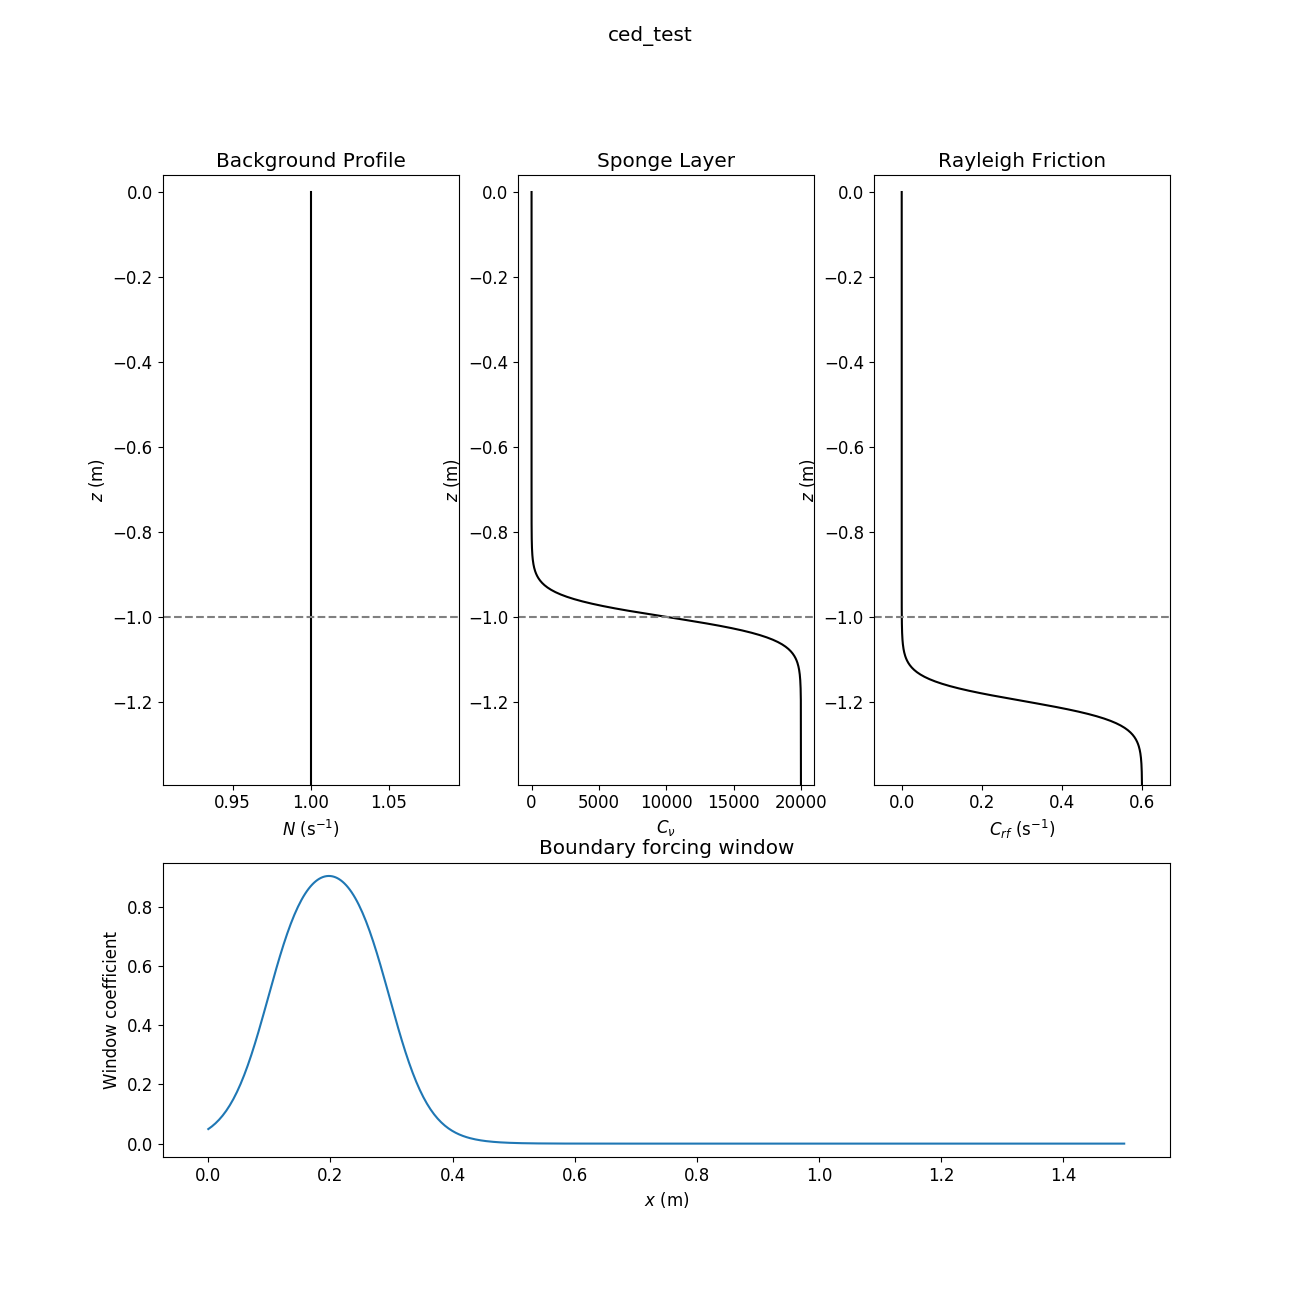 ced_test
Background Profile
Sponge Layer
Rayleigh Friction
0.0
−0.2
−0.4
−0.6
−0.8
−1.0
−1.2
z (m)
0.95 1.00 1.05
N (s⁻¹)
0.0
−0.2
−0.4
−0.6
−0.8
−1.0
−1.2
z (m)
0 5000 10000 15000 20000
C_ν
0.0
−0.2
−0.4
−0.6
−0.8
−1.0
−1.2
z (m)
0.0 0.2 0.4 0.6
C_rf (s⁻¹)
Boundary forcing window
0.8
0.6
0.4
0.2
0.0
Window coefficient
0.0 0.2 0.4 0.6 0.8 1.0 1.2 1.4
x (m)